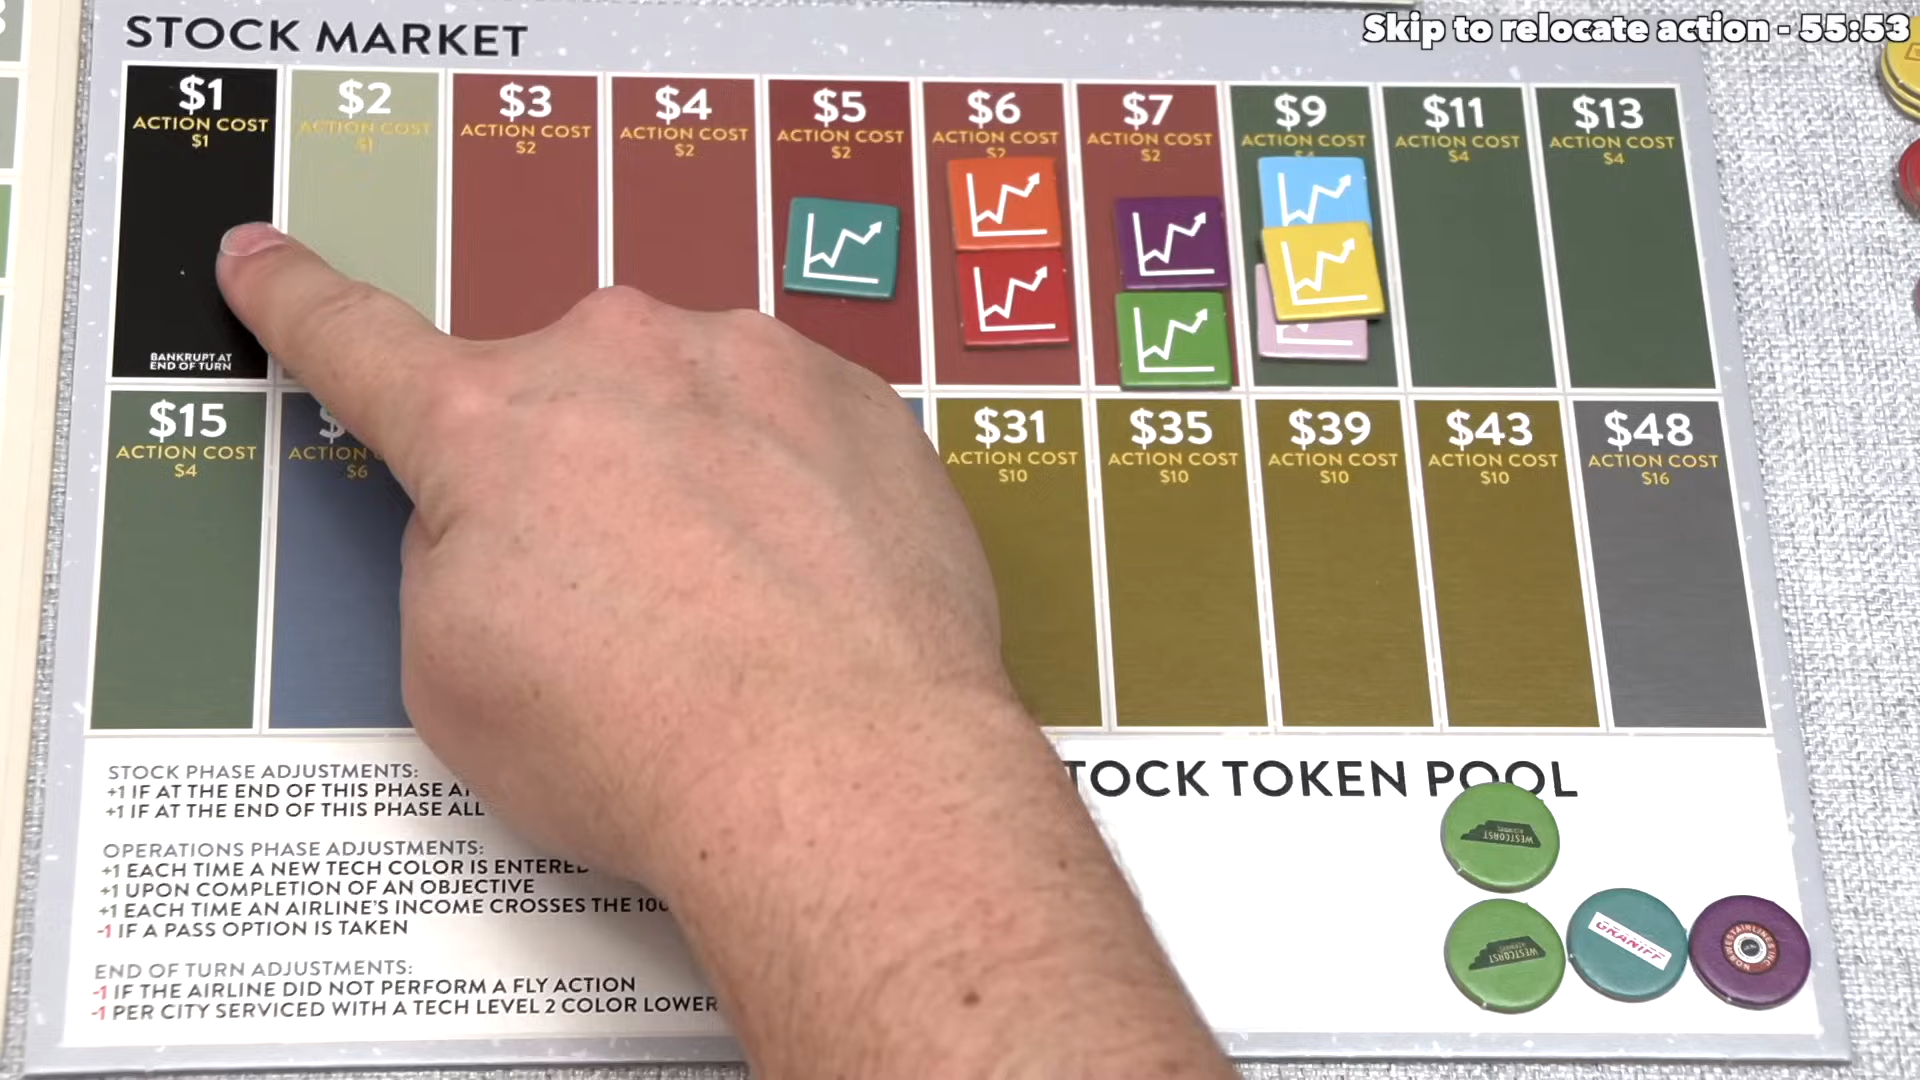 Skip to relocate action - 55:53
STOCK MARKET
$1
ACTION COST
$1
BANKRUPT AT
END OF TURN
$2
ACTION COST
$1
$3
ACTION COST
$2
$4
ACTION COST
$2
$5
ACTION COST
$2
$6
ACTION COST
$2
$7
ACTION COST
$2
$9
ACTION COST
$4
$11
ACTION COST
$4
$13
ACTION COST
$4
$15
ACTION COST
$4
$
ACTION
$6
$31
ACTION COST
$10
$35
ACTION COST
$10
$39
ACTION COST
$10
$43
ACTION COST
$10
$48
ACTION COST
$16
STOCK PHASE ADJUSTMENTS:
+1 IF AT THE END OF THIS PHASE
+1 IF AT THE END OF THIS PHASE ALL
OPERATIONS PHASE ADJUSTMENTS:
+1 EACH TIME A NEW TECH COLOR IS ENTERED
+1 UPON COMPLETION OF AN OBJECTIVE
+1 EACH TIME AN AIRLINE'S INCOME CROSSES THE
-1 IF A PASS OPTION IS TAKEN
END OF TURN ADJUSTMENTS:
-1 IF THE AIRLINE DID NOT PERFORM A FLY ACTION
-1 PER CITY SERVICED WITH A TECH LEVEL 2 COLOR LOWER
TOCK TOKEN POOL
WESTCOAST
WESTCOAST
GRANIFF